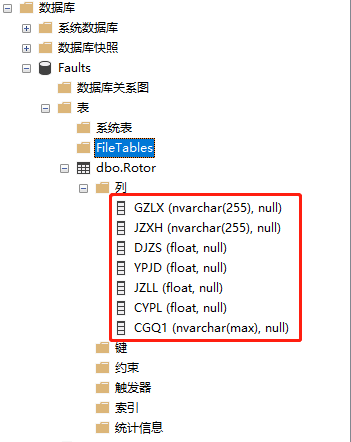 数据库
系统数据库
数据库快照
Faults
数据库关系图
表
系统表
FileTables
dbo.Rotor
列
GZLX (nvarchar(255), null)
JZXH (nvarchar(255), null)
DJZS (float, null)
YPJD (float, null)
JZLL (float, null)
CYPL (float, null)
CGQ1 (nvarchar(max), null)
键
约束
触发器
索引
统计信息